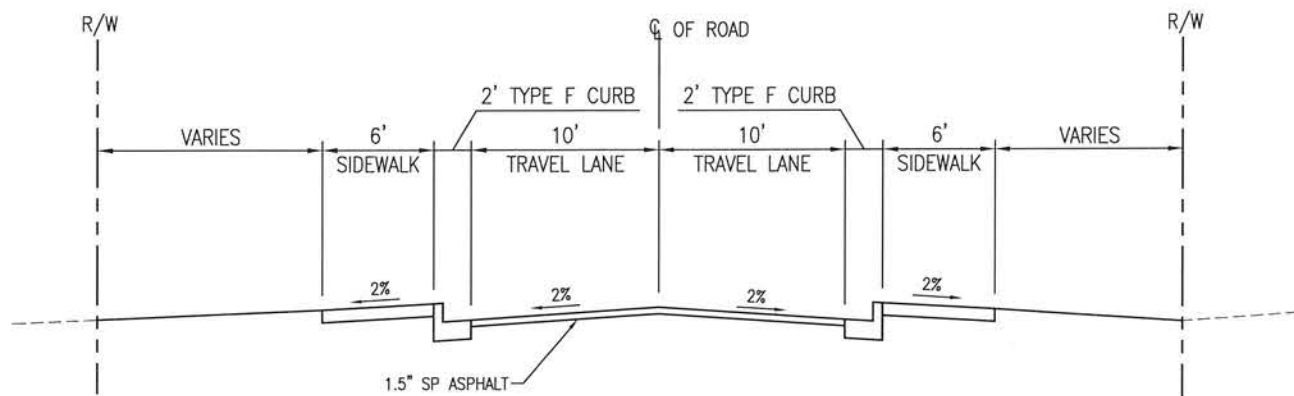 R/W
℄ OF ROAD
R/W
2' TYPE F CURB
2' TYPE F CURB
VARIES
6'
10'
10'
6'
VARIES
SIDEWALK
TRAVEL LANE
TRAVEL LANE
SIDEWALK
2%
2%
2%
2%
1.5" SP ASPHALT